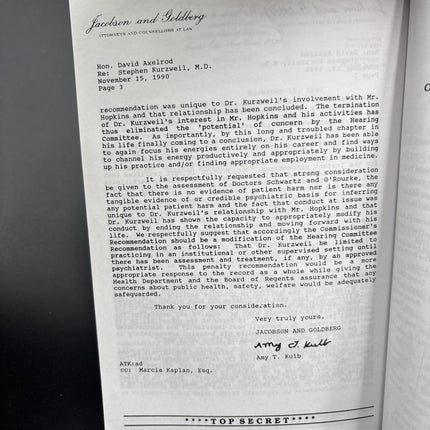 Jacobson and Goldberg
ATTORNEYS AND COUNSELLORS AT LAW
Hon. David Axelrod
Re: Stephen Kurzweil, M.D.
November 15, 1990
Page 3
recommendation was unique to Dr. Kurzweil's involvement with Mr.
Hopkins and that relationship has been concluded. The termination
of Dr. Kurzweil's interest in Mr. Hopkins and his activities has
thus eliminated the 'potential' of concern by the Hearing
Committee. As importantly, by this long and troubled chapter in
his life finally coming to a conclusion, Dr. Kurzweil has been able
to again focus his energies entirely on his career and find ways
to channel his energy productively and appropriately by building
up his practice and/or finding appropriate employment in medicine.
It is respectfully requested that strong consideration
be given to the assessment of Doctors Schwartz and O'Rourke, the
fact that there is no evidence of patient harm nor is there any
tangible evidence or credible psychiatric basis for inferring
any potential patient harm and the fact that conduct at issue was
unique to Dr. Kurzweil's relationship with Mr. Hopkins and that
Dr. Kurzweil has shown the capacity to appropriately modify his
conduct by ending the relationship and moving forward with his
life. We respectfully suggest that accordingly the Commissioner's
Recommendation should be a modification of the Hearing Committee
Recommendation as follows: That Dr. Kurzweil be limited to
practicing in an institutional or other supervised setting until
there has been assessment and treatment, if any, by an approved
psychiatrist. This penalty recommendation would be a more
appropriate response to the record as a whole while giving the
Health Department and the Board of Regents assurance that any
concerns about public health, safety, welfare would be adequately
safeguarded.
Thank you for your consideration.
Very truly yours,
JACOBSON AND GOLDBERG
Amy T. Kulb
Amy T. Kulb
ATK:ad
cc: Marcia Kaplan, Esq.
****TOP SECRET****